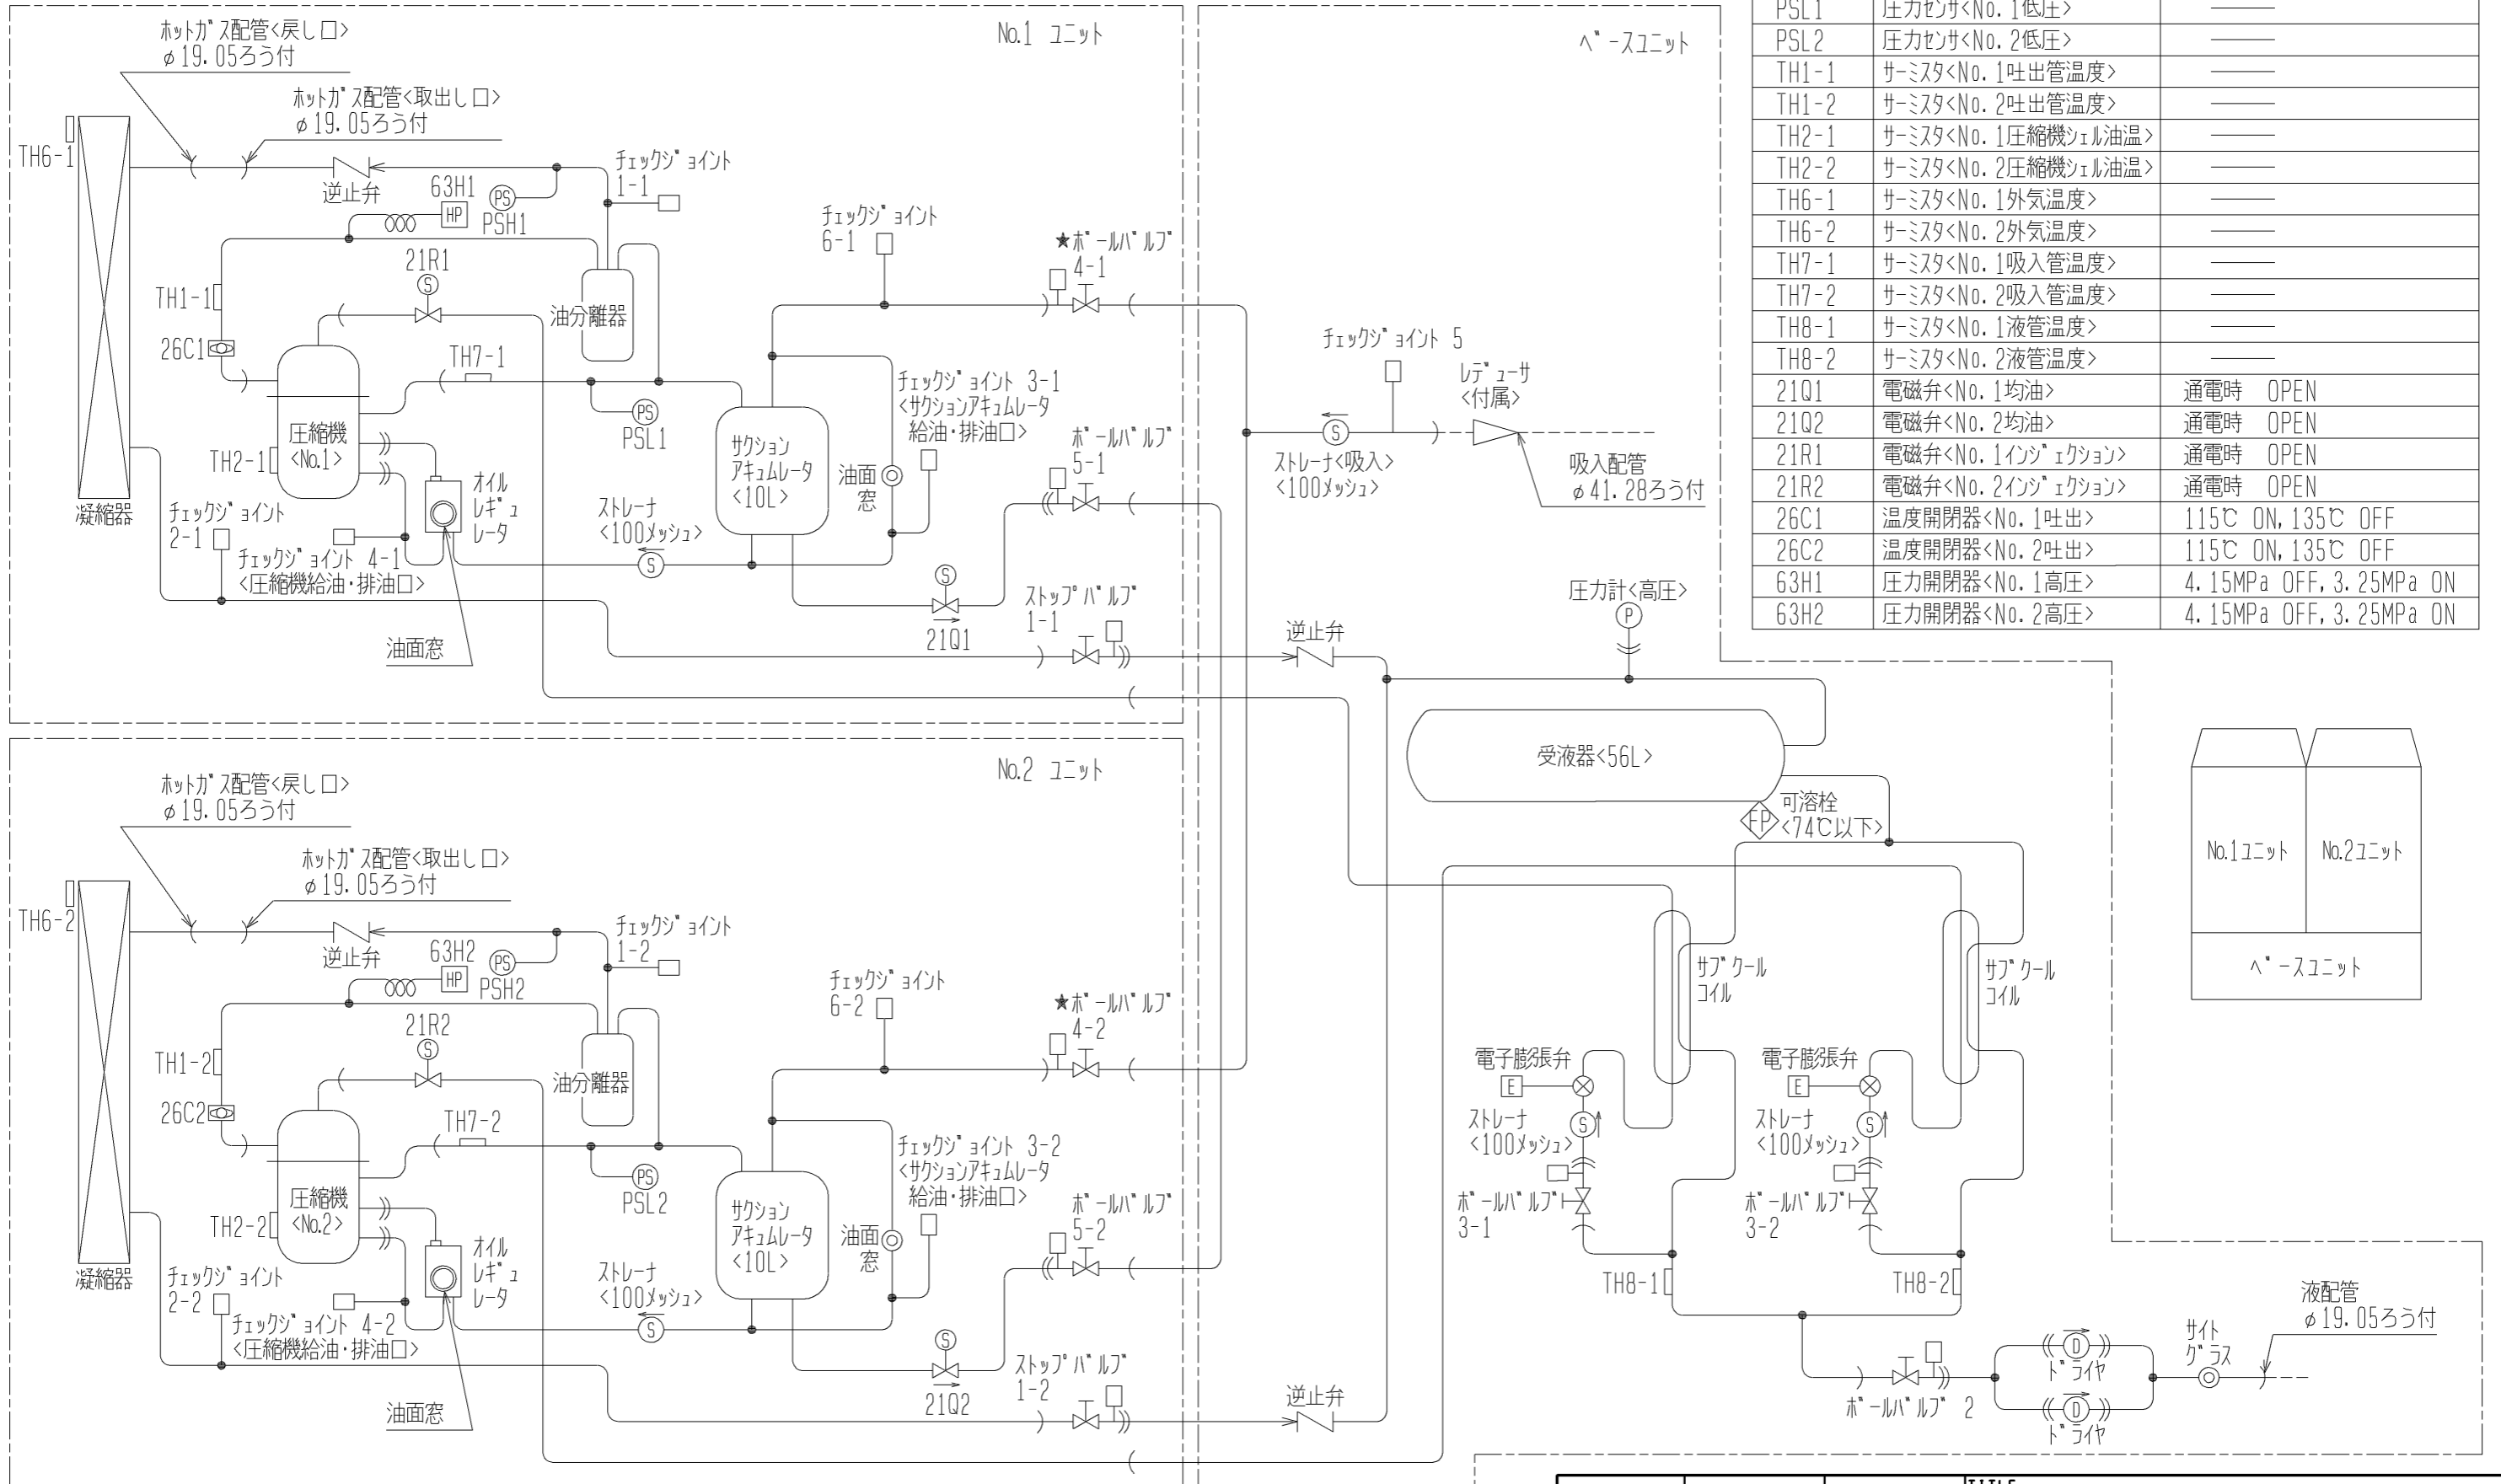 No.1 ユニット
ホットガス配管<戻し口>
φ19.05ろう付
ホットガス配管<取出し口>
φ19.05ろう付
TH6-1
逆止弁
63H1
HP
PS
PSH1
チェックジョイント
1-1
チェックジョイント
6-1
★ボールバルブ
4-1
21R1
S
TH1-1
油分離器
26C1
TH7-1
圧縮機
<No.1>
TH2-1
PS
PSL1
サクション
アキュムレータ
<10L>
チェックジョイント 3-1
<サクションアキュムレータ
給油・排油口>
油面
窓
ボールバルブ
5-1
凝縮器
チェックジョイント
2-1
チェックジョイント 4-1
<圧縮機給油・排油口>
オイル
レギュ
レータ
ストレーナ
<100メッシュ>
S
油面窓
S
21Q1
ストップバルブ
1-1
No.2 ユニット
ホットガス配管<戻し口>
φ19.05ろう付
ホットガス配管<取出し口>
φ19.05ろう付
TH6-2
逆止弁
63H2
HP
PS
PSH2
チェックジョイント
1-2
チェックジョイント
6-2
★ボールバルブ
4-2
21R2
S
TH1-2
油分離器
26C2
TH7-2
圧縮機
<No.2>
TH2-2
PS
PSL2
サクション
アキュムレータ
<10L>
チェックジョイント 3-2
<サクションアキュムレータ
給油・排油口>
油面
窓
ボールバルブ
5-2
凝縮器
チェックジョイント
2-2
チェックジョイント 4-2
<圧縮機給油・排油口>
オイル
レギュ
レータ
ストレーナ
<100メッシュ>
S
油面窓
S
21Q2
ストップバルブ
1-2
ベースユニット
チェックジョイント 5
レデューサ
<付属>
S
ストレーナ<吸入>
<100メッシュ>
吸入配管
φ41.28ろう付
圧力計<高圧>
P
逆止弁
受液器<56L>
FP
可溶栓
<74℃以下>
サブクール
コイル
サブクール
コイル
電子膨張弁
E
ストレーナ
<100メッシュ>
S
ボールバルブ
3-1
電子膨張弁
E
ストレーナ
<100メッシュ>
S
ボールバルブ
3-2
TH8-1
TH8-2
逆止弁
ボールバルブ 2
D
ドライヤ
D
ドライヤ
サイト
グラス
液配管
φ19.05ろう付
PSL1 圧力センサ<No.1低圧> ――
PSL2 圧力センサ<No.2低圧> ――
TH1-1 サーミスタ<No.1吐出管温度> ――
TH1-2 サーミスタ<No.2吐出管温度> ――
TH2-1 サーミスタ<No.1圧縮機シェル油温> ――
TH2-2 サーミスタ<No.2圧縮機シェル油温> ――
TH6-1 サーミスタ<No.1外気温度> ――
TH6-2 サーミスタ<No.2外気温度> ――
TH7-1 サーミスタ<No.1吸入管温度> ――
TH7-2 サーミスタ<No.2吸入管温度> ――
TH8-1 サーミスタ<No.1液管温度> ――
TH8-2 サーミスタ<No.2液管温度> ――
21Q1 電磁弁<No.1均油> 通電時 OPEN
21Q2 電磁弁<No.2均油> 通電時 OPEN
21R1 電磁弁<No.1インジェクション> 通電時 OPEN
21R2 電磁弁<No.2インジェクション> 通電時 OPEN
26C1 温度開閉器<No.1吐出> 115℃ ON,135℃ OFF
26C2 温度開閉器<No.2吐出> 115℃ ON,135℃ OFF
63H1 圧力開閉器<No.1高圧> 4.15MPa OFF,3.25MPa ON
63H2 圧力開閉器<No.2高圧> 4.15MPa OFF,3.25MPa ON
No.1ユニット
No.2ユニット
ベースユニット
TITLE